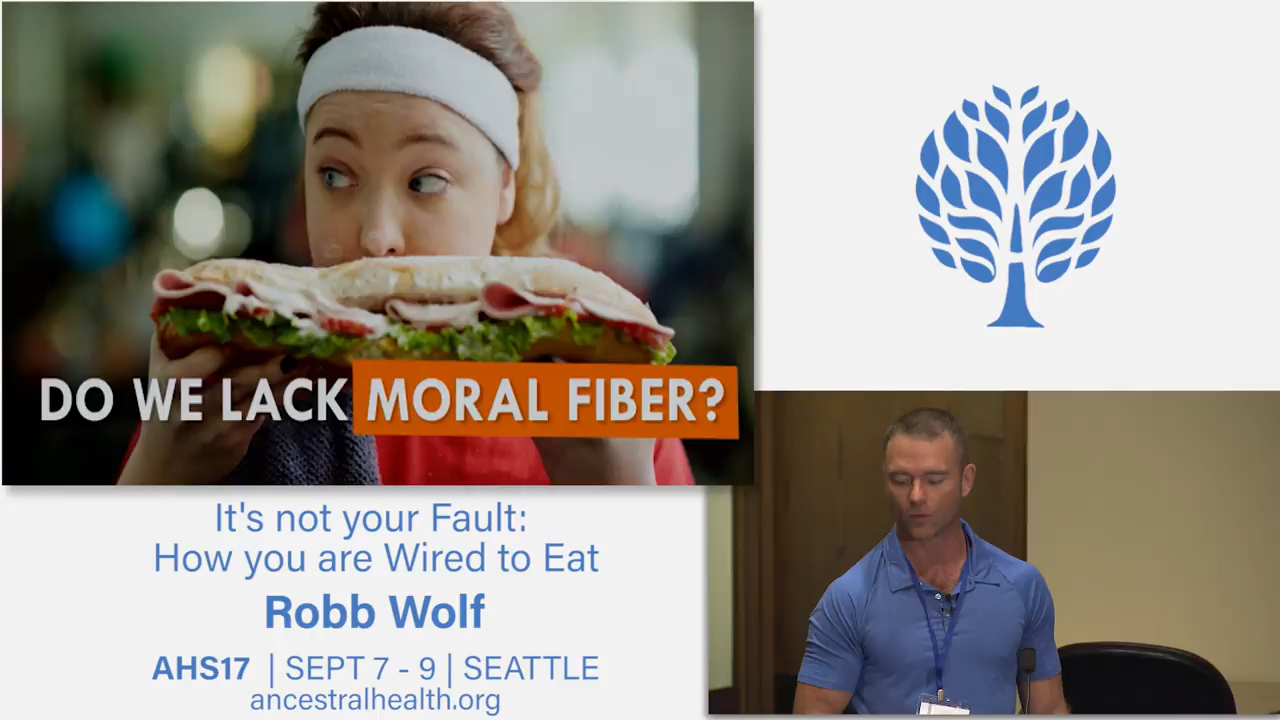 DO WE LACK MORAL FIBER?
It's not your Fault:
How you are Wired to Eat
Robb Wolf
AHS17 | SEPT 7 - 9 | SEATTLE
ancestralhealth.org